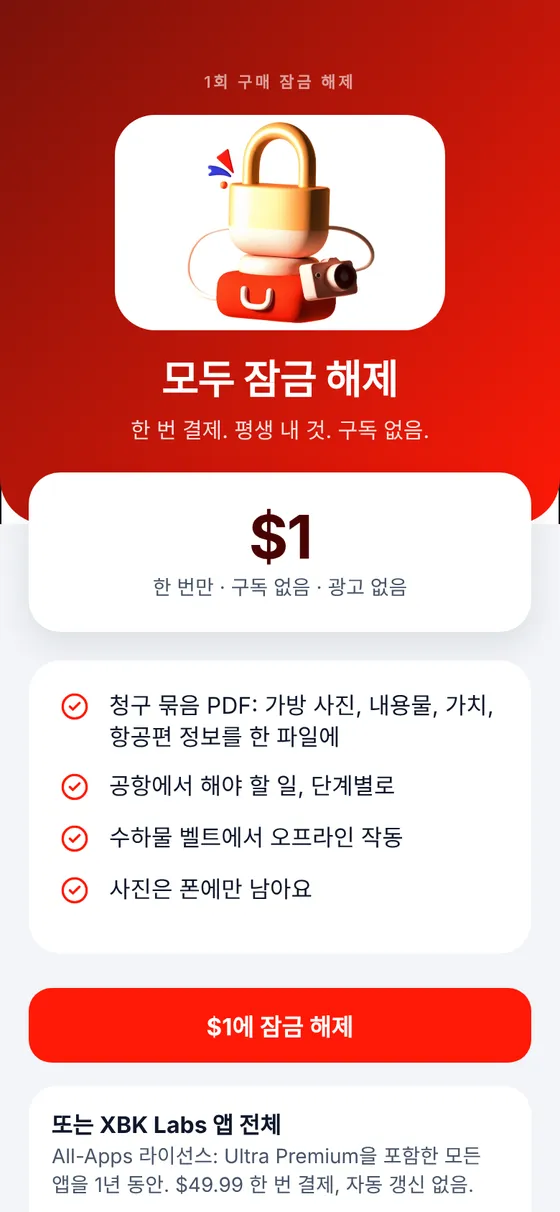 1회 구매 잠금 해제
모두 잠금 해제
한 번 결제. 평생 내 것. 구독 없음.
$1
한 번만 · 구독 없음 · 광고 없음
청구 묶음 PDF: 가방 사진, 내용물, 가치,
항공편 정보를 한 파일에
공항에서 해야 할 일, 단계별로
수하물 벨트에서 오프라인 작동
사진은 폰에만 남아요
$1에 잠금 해제
또는 XBK Labs 앱 전체
All-Apps 라이선스: Ultra Premium을 포함한 모든
앱을 1년 동안. $49.99 한 번 결제, 자동 갱신 없음.